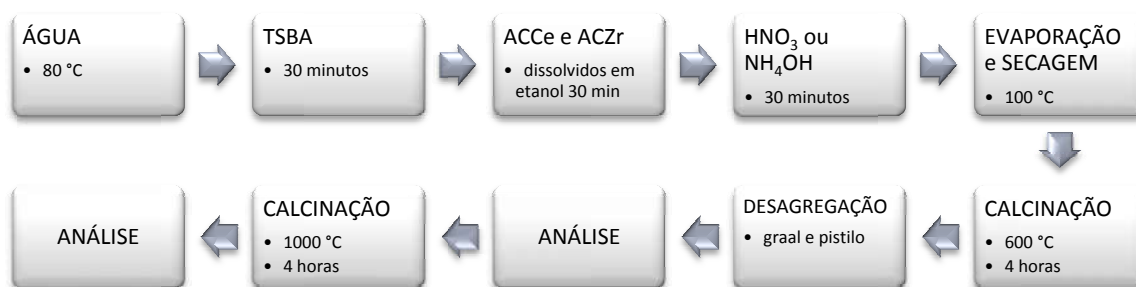 ÁGUA
• 80 °C
TSBA
• 30 minutos
ACCe e ACZr
• dissolvidos em
etanol 30 min
HNO₃ ou
NH₄OH
• 30 minutos
EVAPORAÇÃO
e SECAGEM
• 100 °C
CALCINAÇÃO
• 600 °C
• 4 horas
DESAGREGAÇÃO
• graal e pistilo
ANÁLISE
CALCINAÇÃO
• 1000 °C
• 4 horas
ANÁLISE